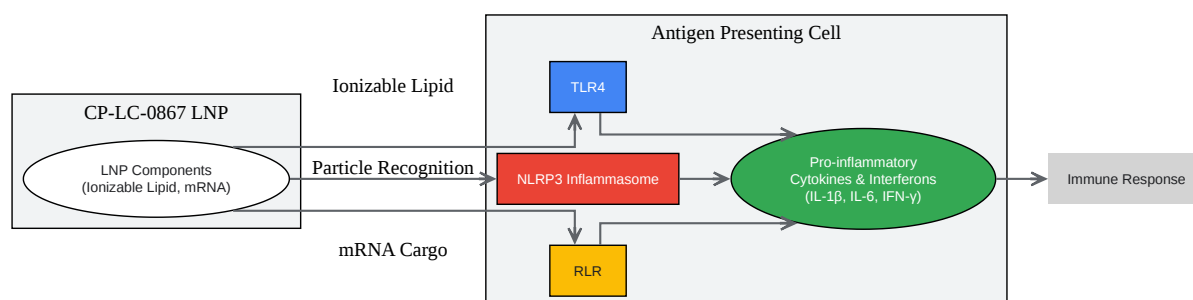 Antigen Presenting Cell
Ionizable Lipid
TLR4
CP-LC-0867 LNP
LNP Components
(Ionizable Lipid, mRNA)
Particle Recognition
NLRP3 Inflammasome
Pro-inflammatory
Cytokines & Interferons
(IL-1β, IL-6, IFN-γ)
Immune Response
mRNA Cargo
RLR